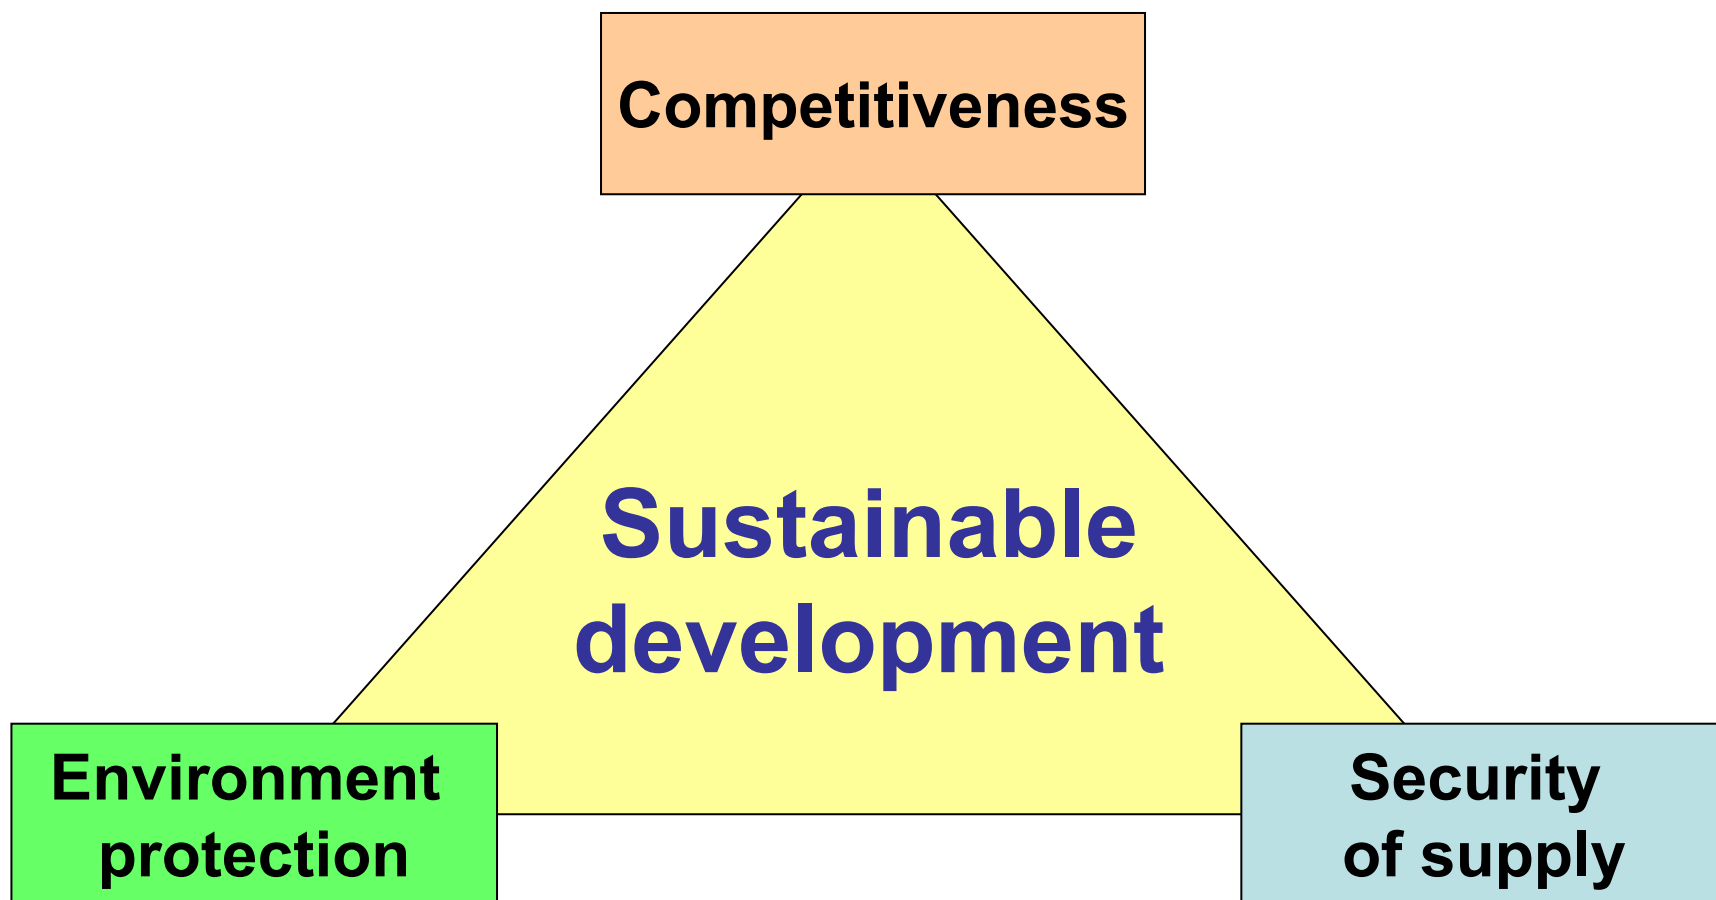 Competitiveness
Sustainable
development
Environment
protection
Security
of supply